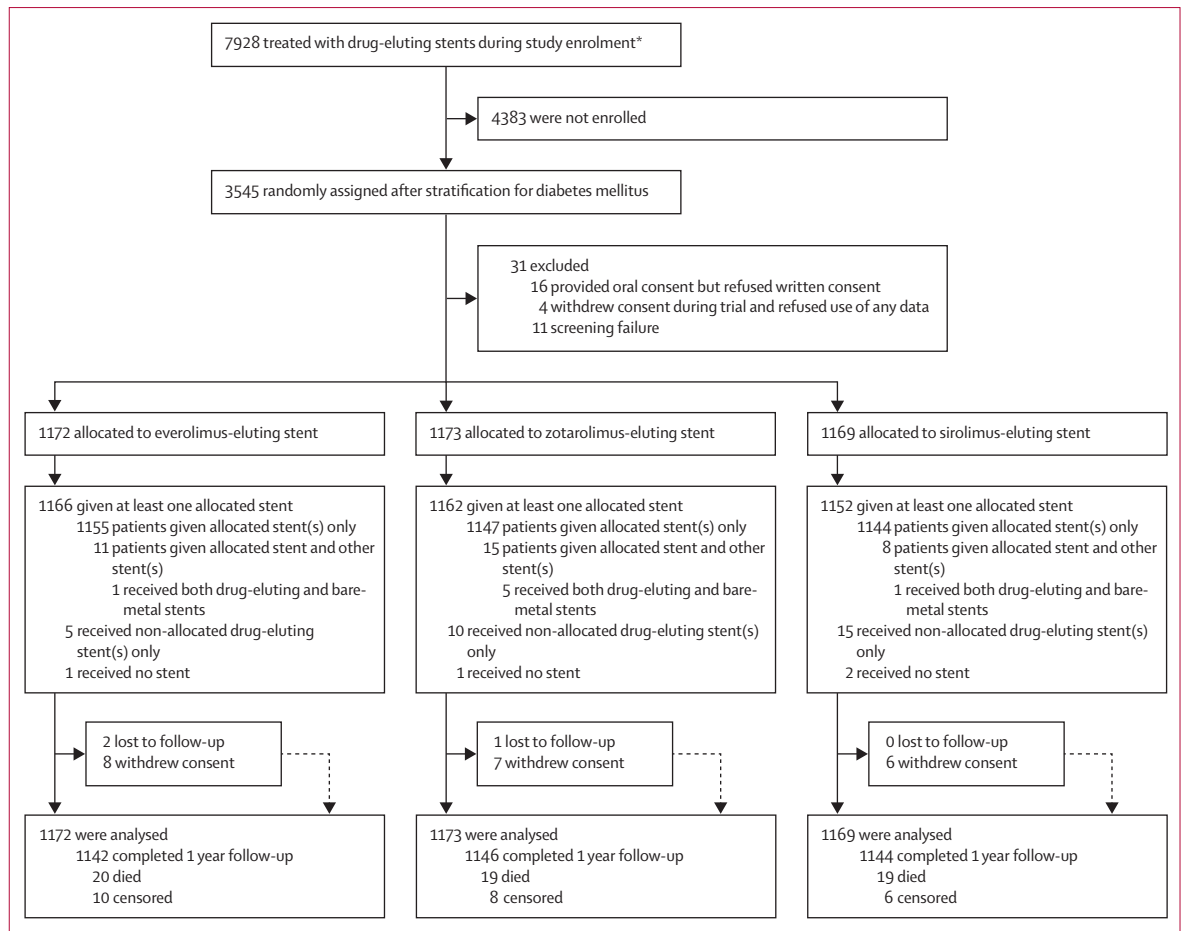 7928 treated with drug-eluting stents during study enrolment*
4383 were not enrolled
3545 randomly assigned after stratification for diabetes mellitus
31 excluded
16 provided oral consent but refused written consent
4 withdrew consent during trial and refused use of any data
11 screening failure
1172 allocated to everolimus-eluting stent
1173 allocated to zotarolimus-eluting stent
1169 allocated to sirolimus-eluting stent
1166 given at least one allocated stent
1155 patients given allocated stent(s) only
11 patients given allocated stent and other
stent(s)
1 received both drug-eluting and bare-
metal stents
5 received non-allocated drug-eluting
stent(s) only
1 received no stent
1162 given at least one allocated stent
1147 patients given allocated stent(s) only
15 patients given allocated stent and other
stent(s)
5 received both drug-eluting and bare-
metal stents
10 received non-allocated drug-eluting stent(s)
only
1 received no stent
1152 given at least one allocated stent
1144 patients given allocated stent(s) only
8 patients given allocated stent and other
stent(s)
1 received both drug-eluting and bare-
metal stents
15 received non-allocated drug-eluting stent(s)
only
2 received no stent
2 lost to follow-up
8 withdrew consent
1 lost to follow-up
7 withdrew consent
0 lost to follow-up
6 withdrew consent
1172 were analysed
1142 completed 1 year follow-up
20 died
10 censored
1173 were analysed
1146 completed 1 year follow-up
19 died
8 censored
1169 were analysed
1144 completed 1 year follow-up
19 died
6 censored